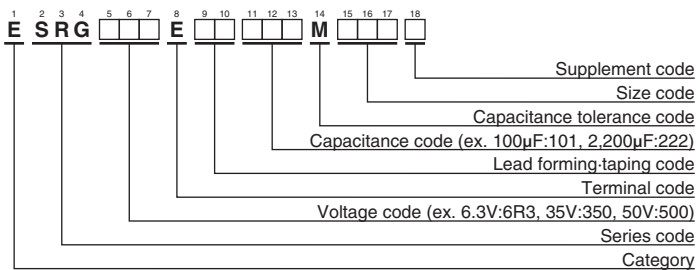 1 2 3 4 5 6 7 8 9 10 11 12 13 14 15 16 17 18
E S R G □□□ E □□ □□□ M □□□ □
Supplement code
Size code
Capacitance tolerance code
Capacitance code (ex. 100µF:101, 2,200µF:222)
Lead forming·taping code
Terminal code
Voltage code (ex. 6.3V:6R3, 35V:350, 50V:500)
Series code
Category